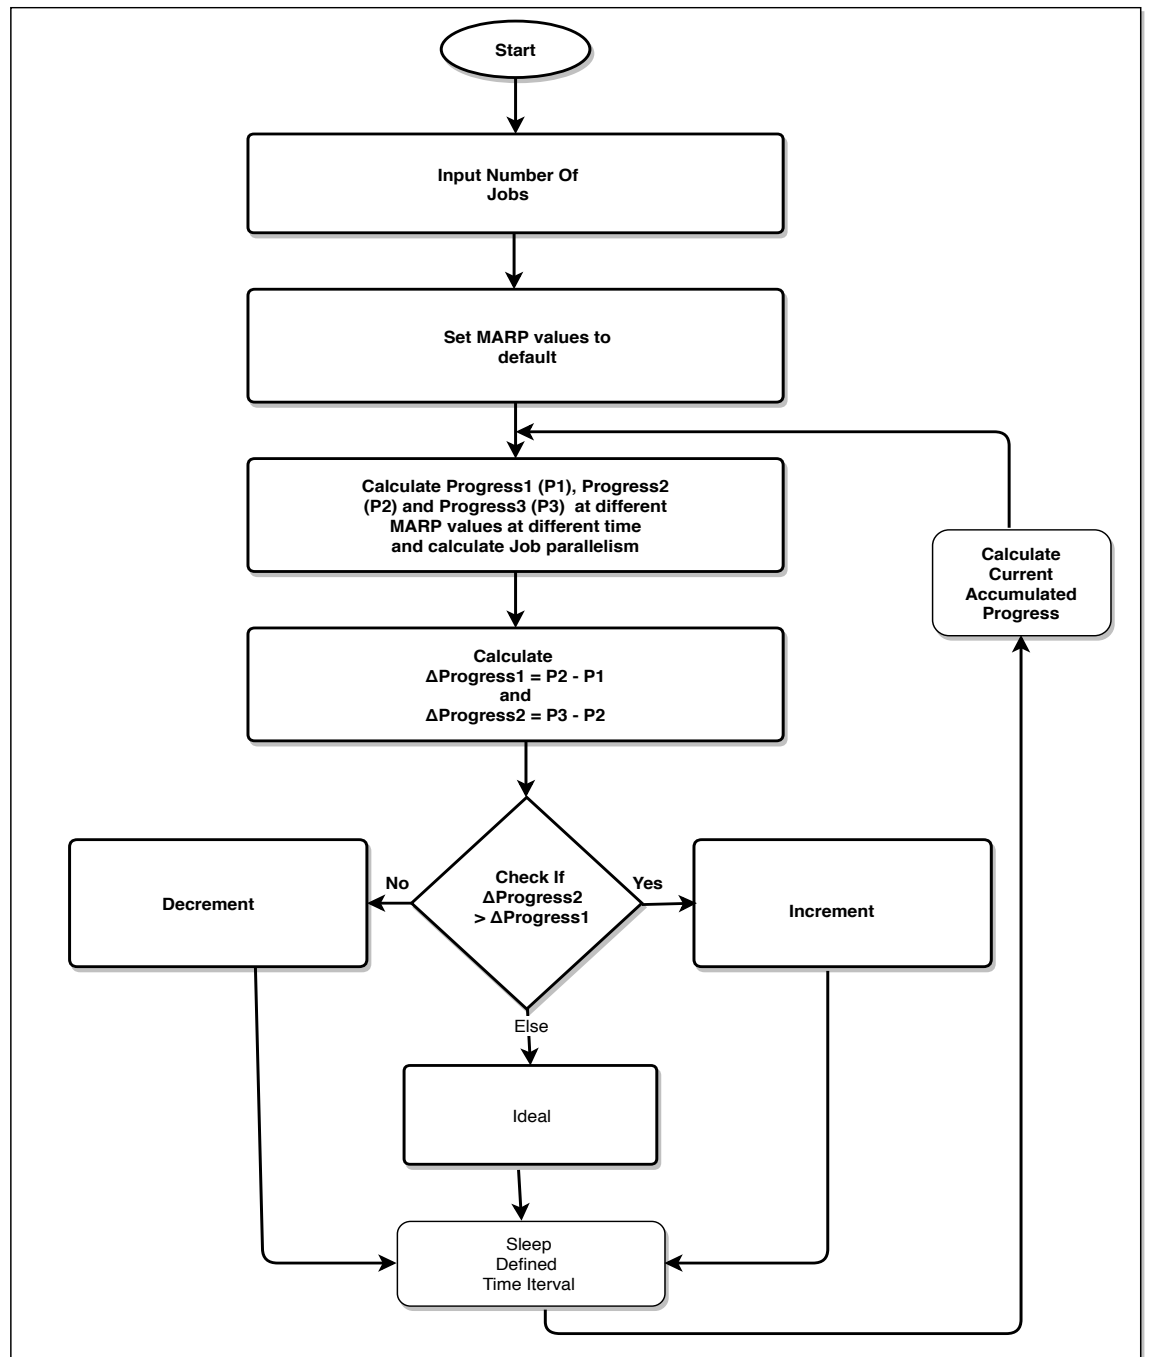 Start
Input Number Of
Jobs
Set MARP values to
default
Calculate Progress1 (P1), Progress2
(P2) and Progress3 (P3) at different
MARP values at different time
and calculate Job parallelism
Calculate
Current
Accumulated
Progress
Calculate
ΔProgress1 = P2 - P1
and
ΔProgress2 = P3 - P2
Decrement
No
Check If
ΔProgress2
> ΔProgress1
Yes
Increment
Else
Ideal
Sleep
Defined
Time Iterval